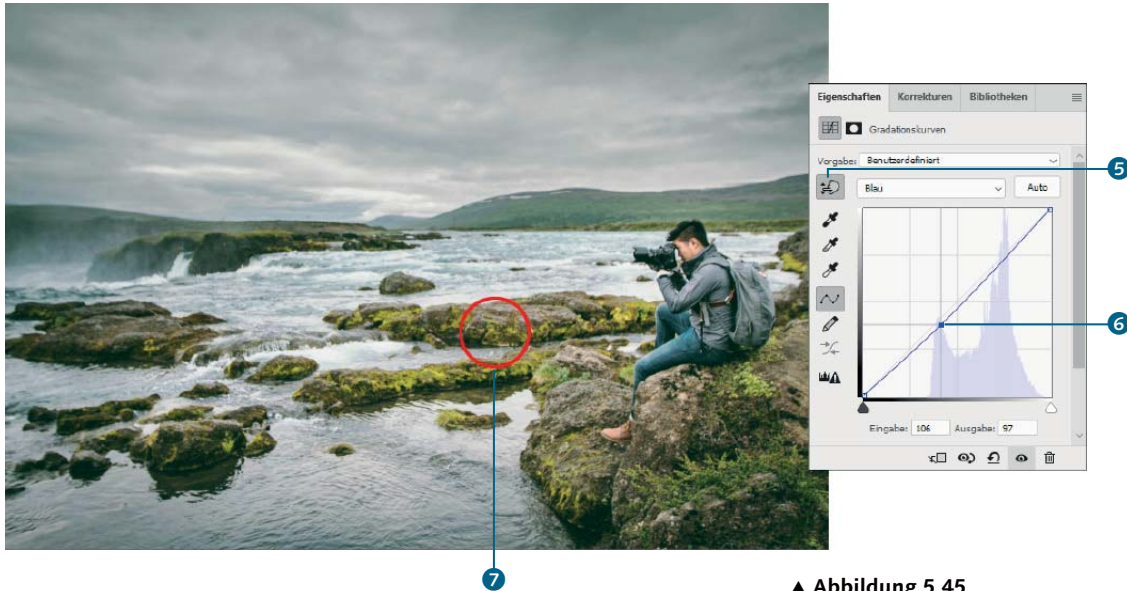 Eigenschaften Korrekturen Bibliotheken
Gradationskurven
Vorgabe: Benutzerdefiniert
5
Blau Auto
6
Eingabe: 106 Ausgabe: 97
7
▲ Abbildung 5.45